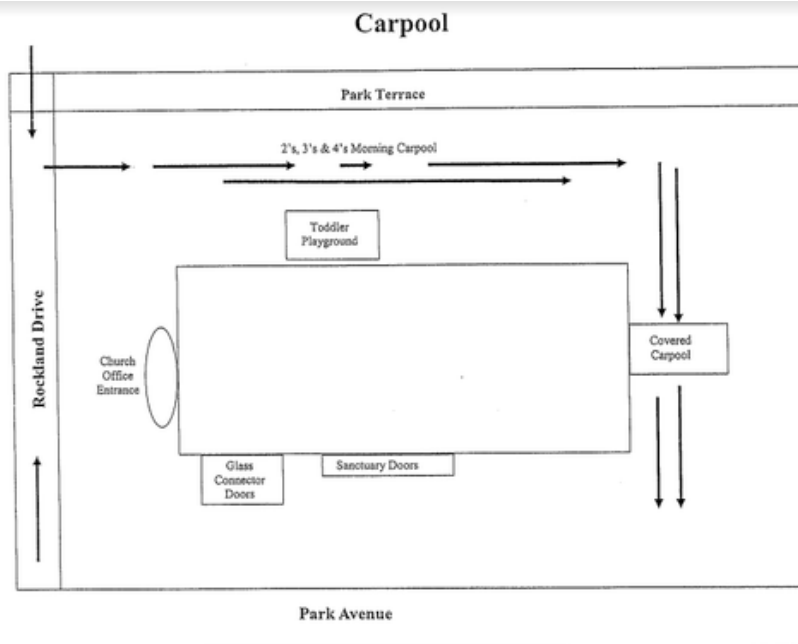 Carpool
Park Terrace
2's, 3's & 4's Morning Carpool
Toddler
Playground
Rockland Drive
Covered
Carpool
Church
Office
Entrance
Glass
Connector
Doors
Sanctuary Doors
Park Avenue